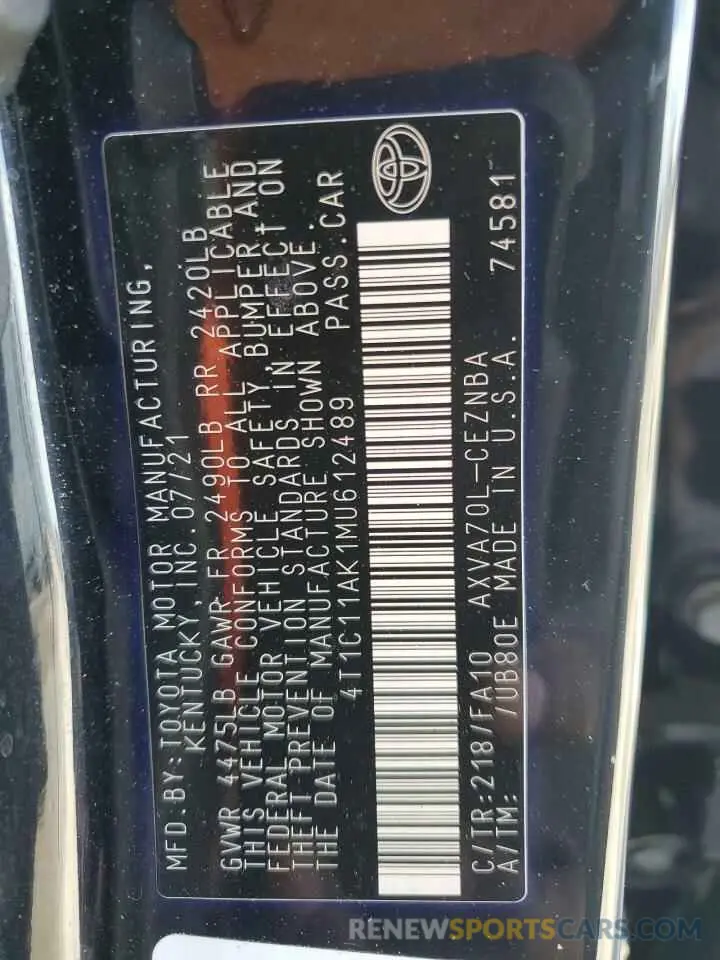 MFD.BY:TOYOTA MOTOR MANUFACTURING,
KENTUCKY, INC. 07/21
GVWR 4475LB GAWR FR 2490LB RR 2420LB
THIS VEHICLE CONFORMS TO ALL APPLICABLE
FEDERAL MOTOR VEHICLE SAFETY, BUMPER, AND
THEFT PREVENTION STANDARDS IN EFFECT ON
THE DATE OF MANUFACTURE SHOWN ABOVE.
4T1C11AK1MU612489 PASS.CAR
C/TR:218/FA10 AXVA70L-CEZNBA
A/TM: /UB80E MADE IN U.S.A. 74581
RENEWSPORTSCARS.COM